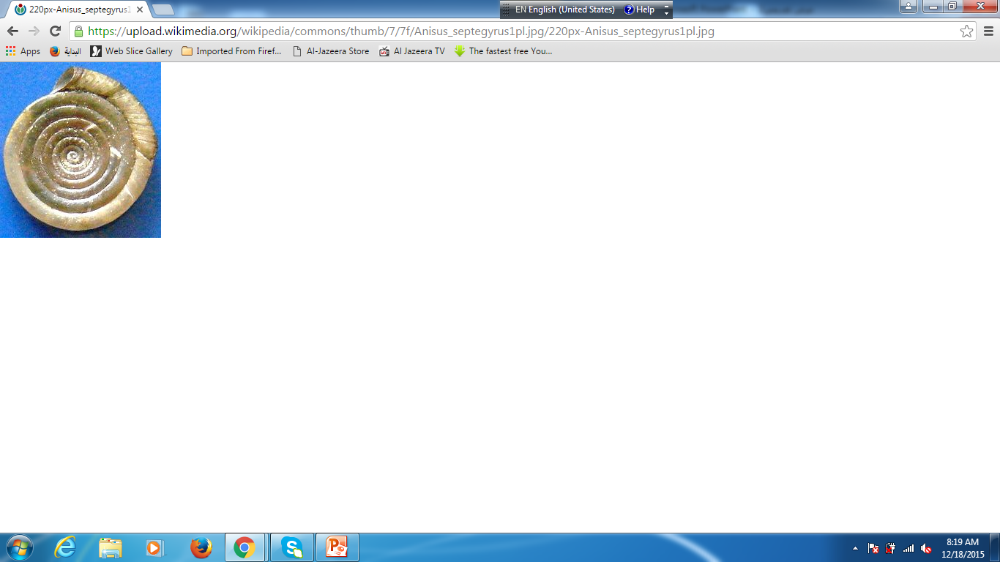 220px-Anisus_septegyrus1
EN English (United States) Help
https://upload.wikimedia.org/wikipedia/commons/thumb/7/7f/Anisus_septegyrus1pl.jpg/220px-Anisus_septegyrus1pl.jpg
Apps البداية Web Slice Gallery Imported From Firef... Al-Jazeera Store Al Jazeera TV The fastest free You...
8:19 AM
12/18/2015